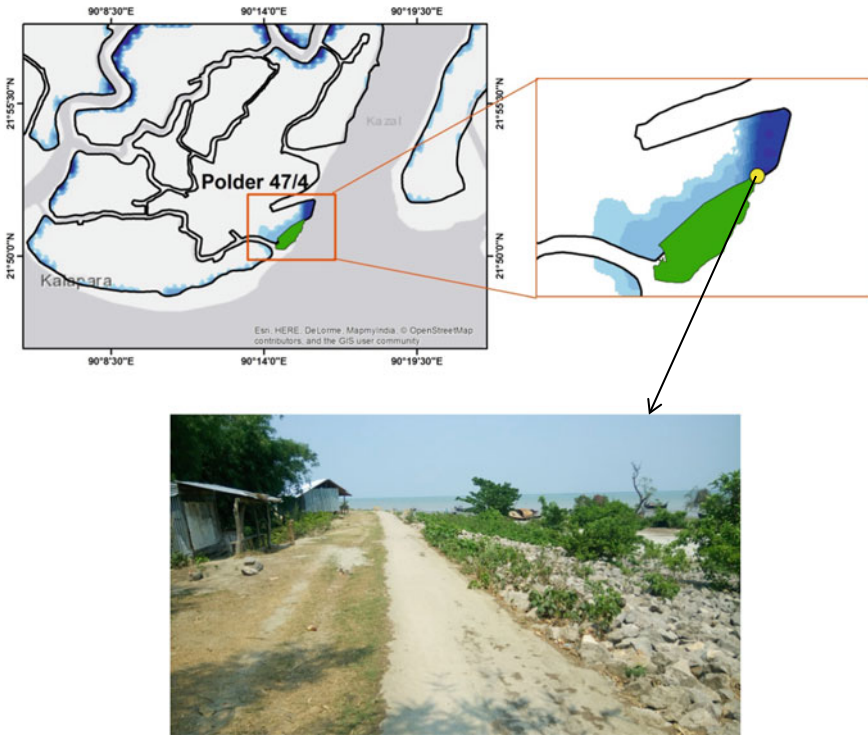 90°8'30"E
90°14'0"E
90°19'30"E
21°55'30"N
21°55'30"N
Kazal
Polder 47/4
21°50'0"N
21°50'0"N
Kalapara
Esri, HERE, DeLorme, MapmyIndia, © OpenStreetMap
contributors, and the GIS user community
90°8'30"E
90°14'0"E
90°19'30"E